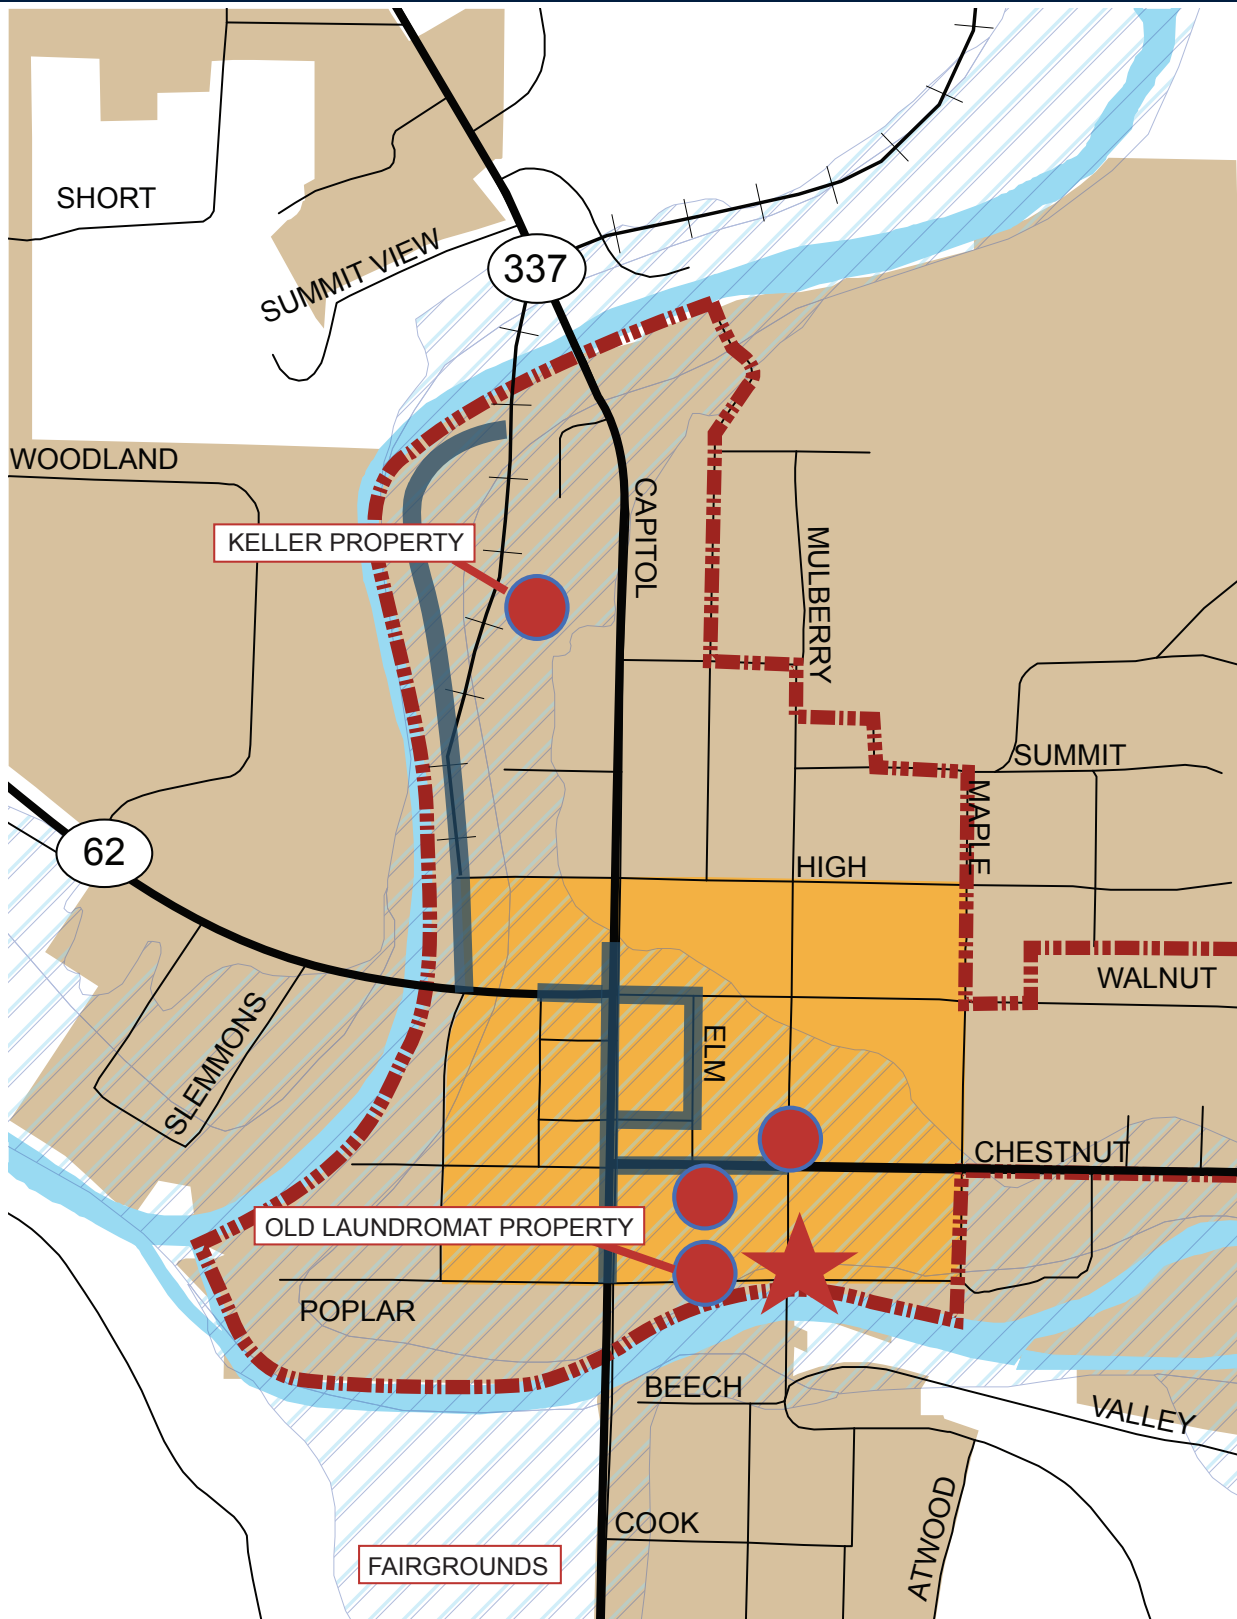 SHORT
SUMMIT VIEW
337
WOODLAND
CAPITOL
KELLER PROPERTY
MULBERRY
SUMMIT
MAPLE
62
HIGH
WALNUT
SLEMMONS
ELM
CHESTNUT
OLD LAUNDROMAT PROPERTY
POPLAR
BEECH
VALLEY
COOK
ATWOOD
FAIRGROUNDS